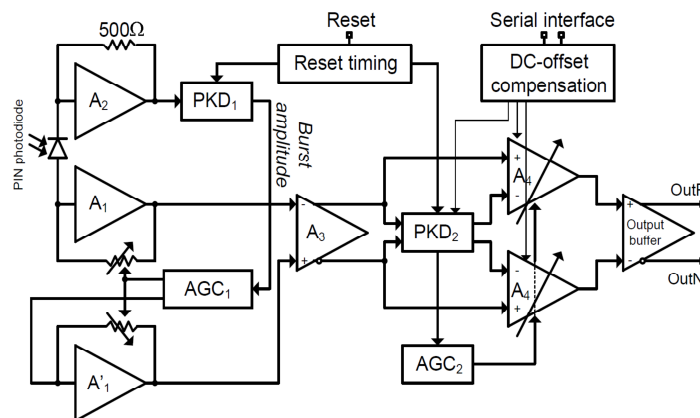 Reset
Serial interface
500Ω
Reset timing
DC-offset
compensation
A2
PKD1
Burst
amplitude
PIN photodiode
A1
-
A3
+
PKD2
+
A4
-
-
A4
+
+
Output
buffer
-
OutP
OutN
AGC1
AGC2
A'1